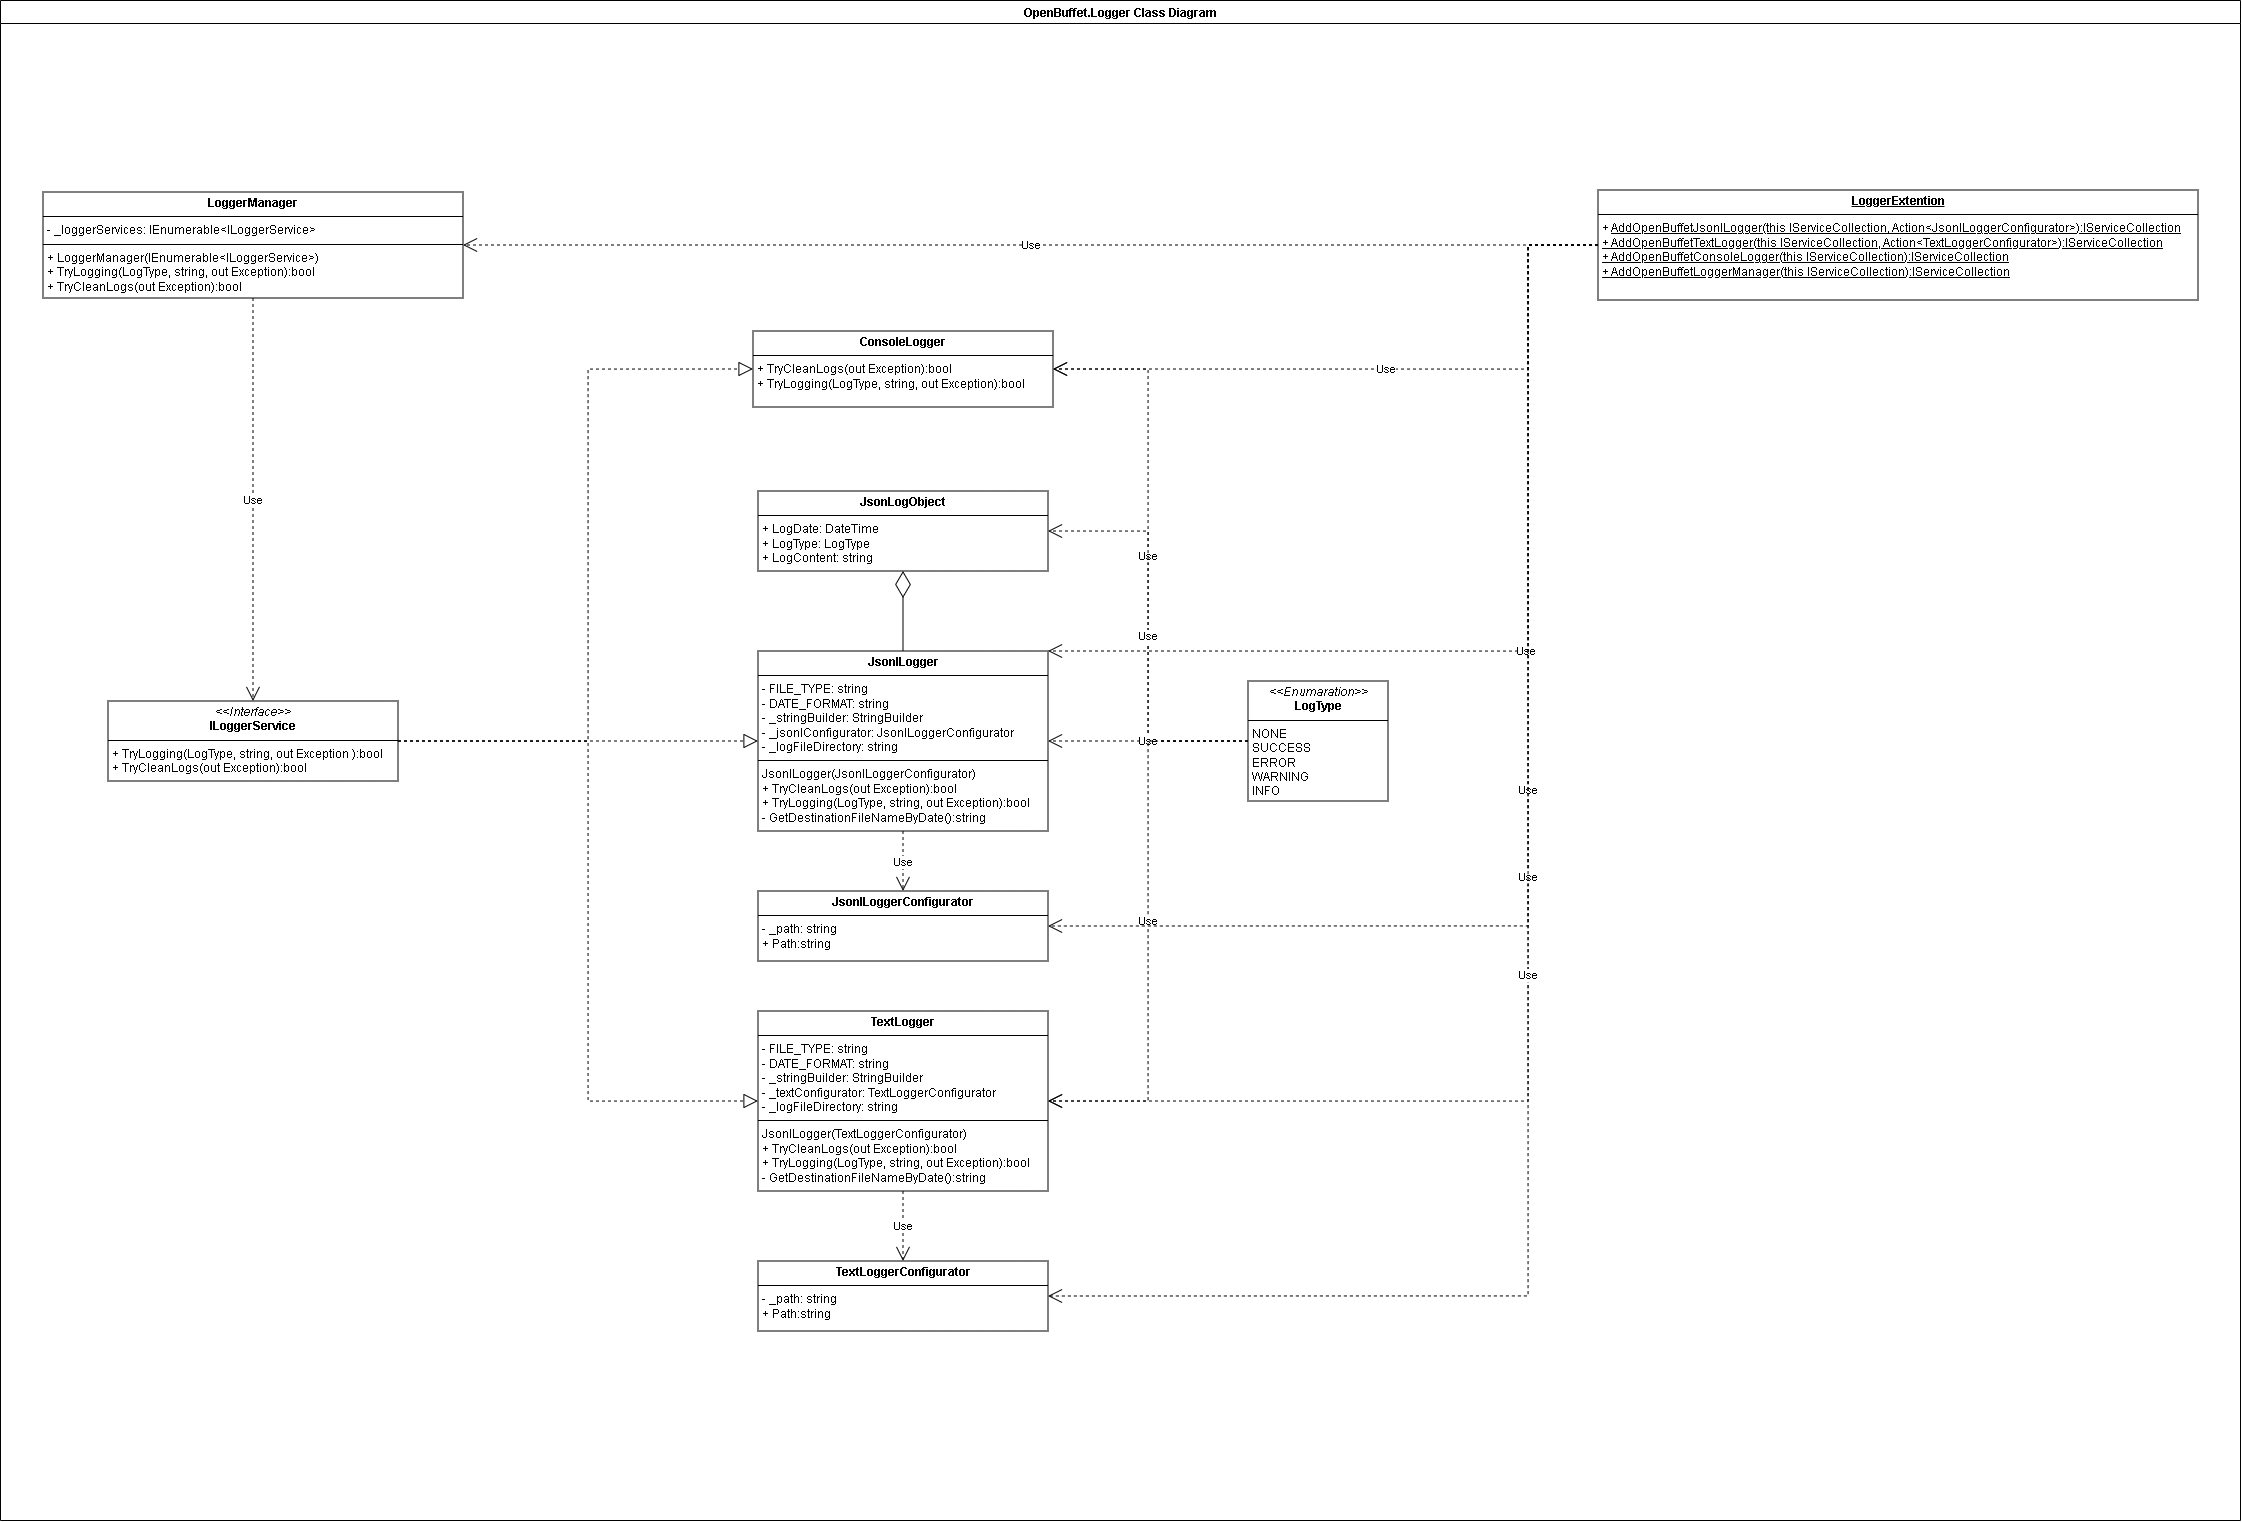 OpenBuffet.Logger Class Diagram
LoggerManager
- _loggerServices: IEnumerable<ILoggerService>
+ LoggerManager(IEnumerable<ILoggerService>)
+ TryLogging(LogType, string, out Exception):bool
+ TryCleanLogs(out Exception):bool
Use
LoggerExtention
+ AddOpenBuffetJsonlLogger(this IServiceCollection, Action<JsonlLoggerConfigurator>):IServiceCollection
+ AddOpenBuffetTextLogger(this IServiceCollection, Action<TextLoggerConfigurator>):IServiceCollection
+ AddOpenBuffetConsoleLogger(this IServiceCollection):IServiceCollection
+ AddOpenBuffetLoggerManager(this IServiceCollection):IServiceCollection
ConsoleLogger
+ TryCleanLogs(out Exception):bool
+ TryLogging(LogType, string, out Exception):bool
Use
Use
JsonLogObject
+ LogDate: DateTime
+ LogType: LogType
+ LogContent: string
Use
Use
Use
JsonlLogger
- FILE_TYPE: string
- DATE_FORMAT: string
- _stringBuilder: StringBuilder
- _jsonlConfigurator: JsonlLoggerConfigurator
- _logFileDirectory: string
JsonlLogger(JsonlLoggerConfigurator)
+ TryCleanLogs(out Exception):bool
+ TryLogging(LogType, string, out Exception):bool
- GetDestinationFileNameByDate():string
<<Interface>>
ILoggerService
+ TryLogging(LogType, string, out Exception ):bool
+ TryCleanLogs(out Exception):bool
Use
<<Enumaration>>
LogType
NONE
SUCCESS
ERROR
WARNING
INFO
Use
Use
Use
JsonlLoggerConfigurator
- _path: string
+ Path:string
Use
Use
TextLogger
- FILE_TYPE: string
- DATE_FORMAT: string
- _stringBuilder: StringBuilder
- _textConfigurator: TextLoggerConfigurator
- _logFileDirectory: string
JsonlLogger(TextLoggerConfigurator)
+ TryCleanLogs(out Exception):bool
+ TryLogging(LogType, string, out Exception):bool
- GetDestinationFileNameByDate():string
Use
TextLoggerConfigurator
- _path: string
+ Path:string